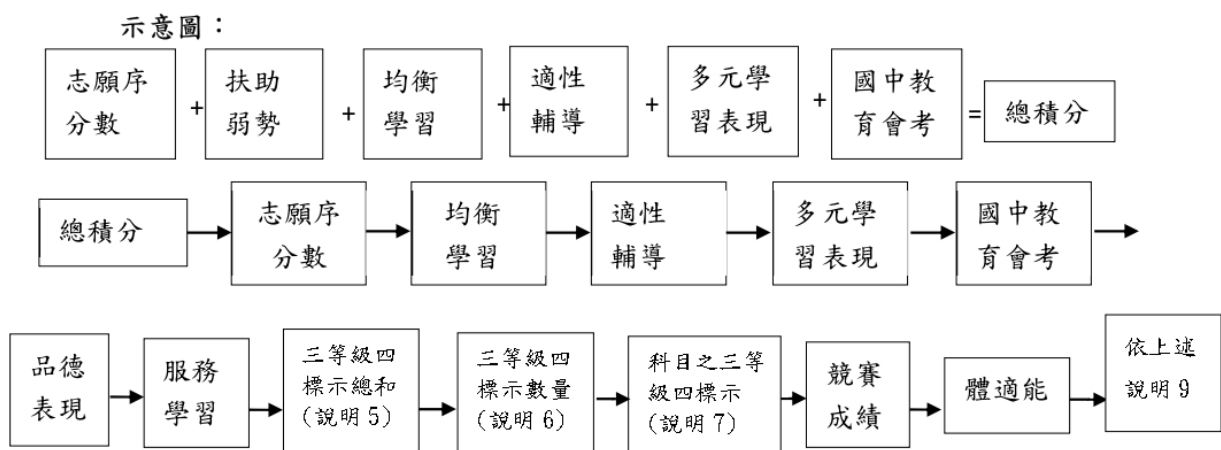 示意圖：
志願序
分數
+
扶助
弱勢
+
均衡
學習
+
適性
輔導
+
多元學
習表現
+
國中教
育會考
=
總積分
總積分
志願序
分數
均衡
學習
適性
輔導
多元學
習表現
國中教
育會考
品德
表現
服務
學習
三等級四
標示總和
(說明5)
三等級四
標示數量
(說明6)
科目之三等
級四標示
(說明7)
競賽
成績
體適能
依上述
說明9